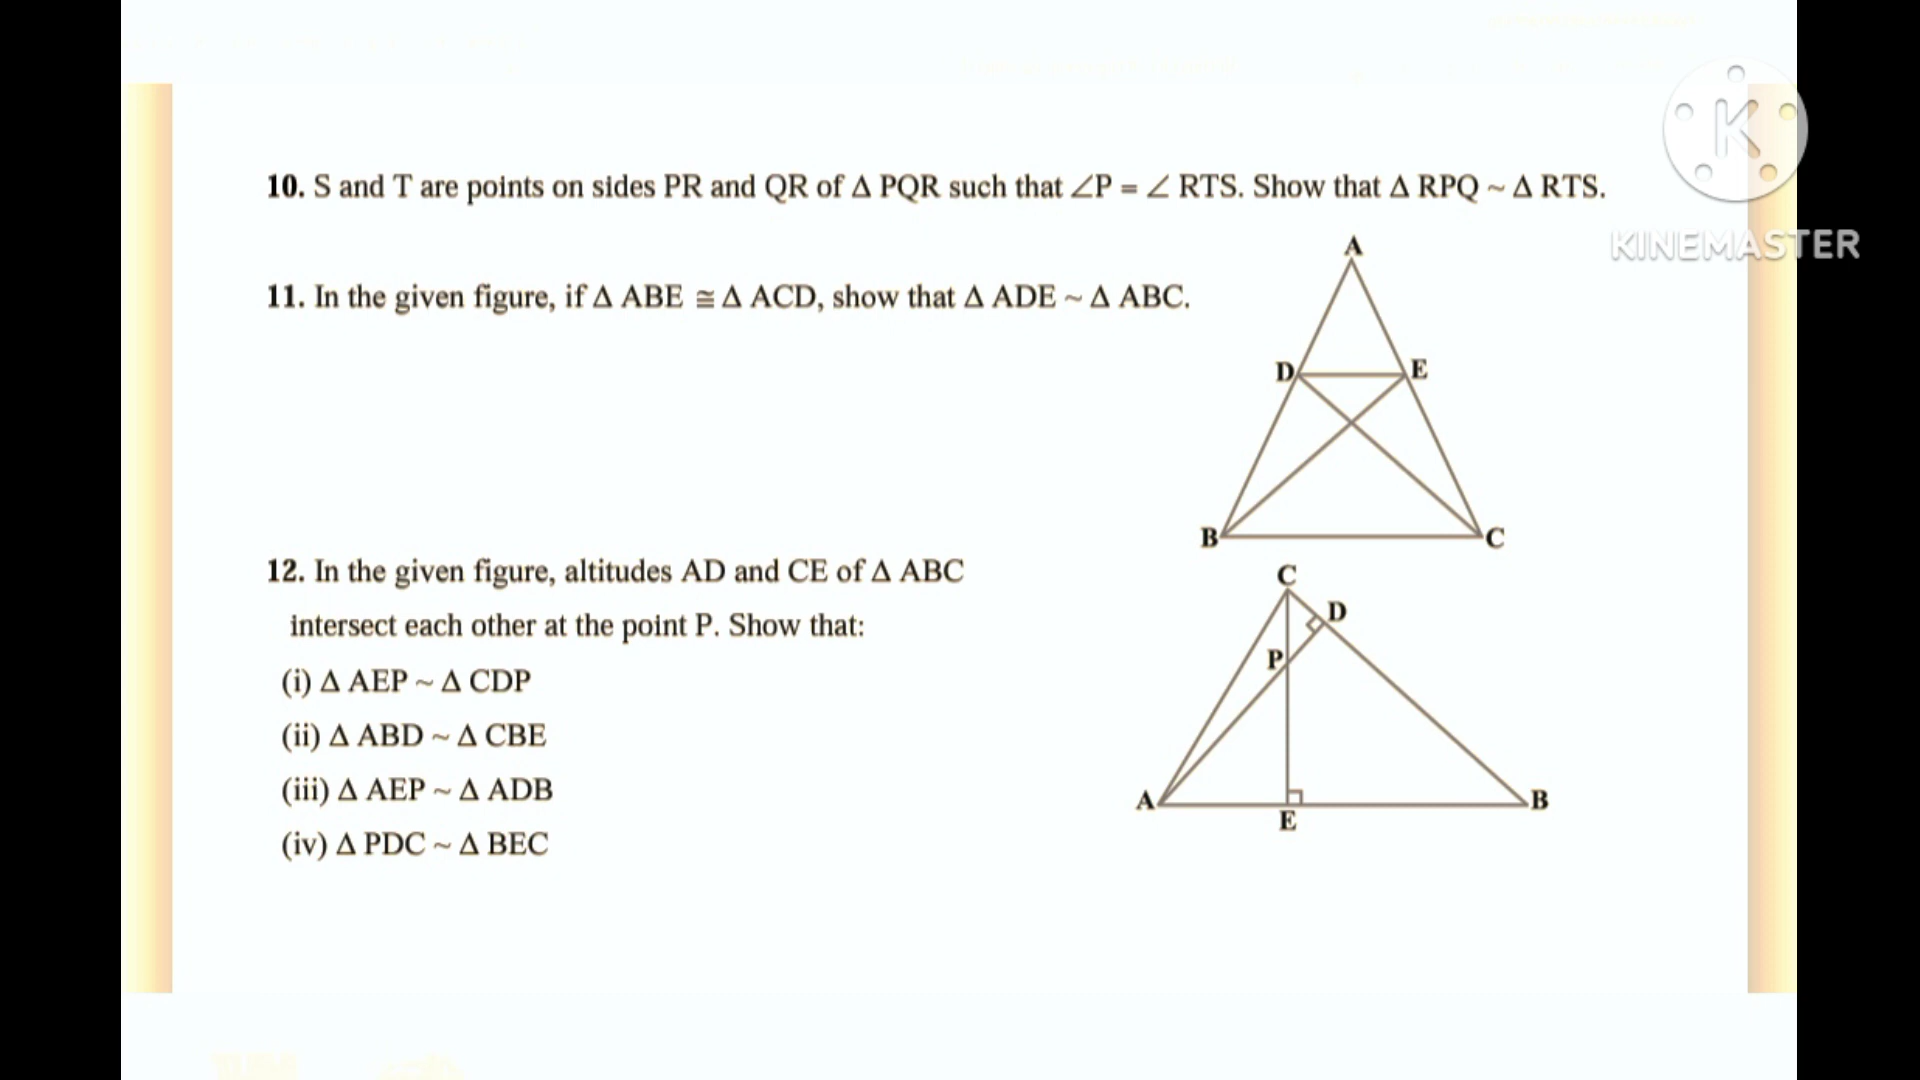 10. S and T are points on sides PR and QR of Δ PQR such that ∠P = ∠ RTS. Show that Δ RPQ ~ Δ RTS.
K
KINEMASTER
A
11. In the given figure, if Δ ABE ≅ Δ ACD, show that Δ ADE ~ Δ ABC.
D E
B C
12. In the given figure, altitudes AD and CE of Δ ABC
intersect each other at the point P. Show that:
(i) Δ AEP ~ Δ CDP
(ii) Δ ABD ~ Δ CBE
(iii) Δ AEP ~ Δ ADB
(iv) Δ PDC ~ Δ BEC
C
D
P
A B
E